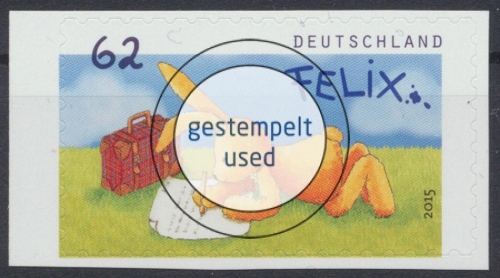 62
DEUTSCHLAND
FELIX
gestempelt
used
2015